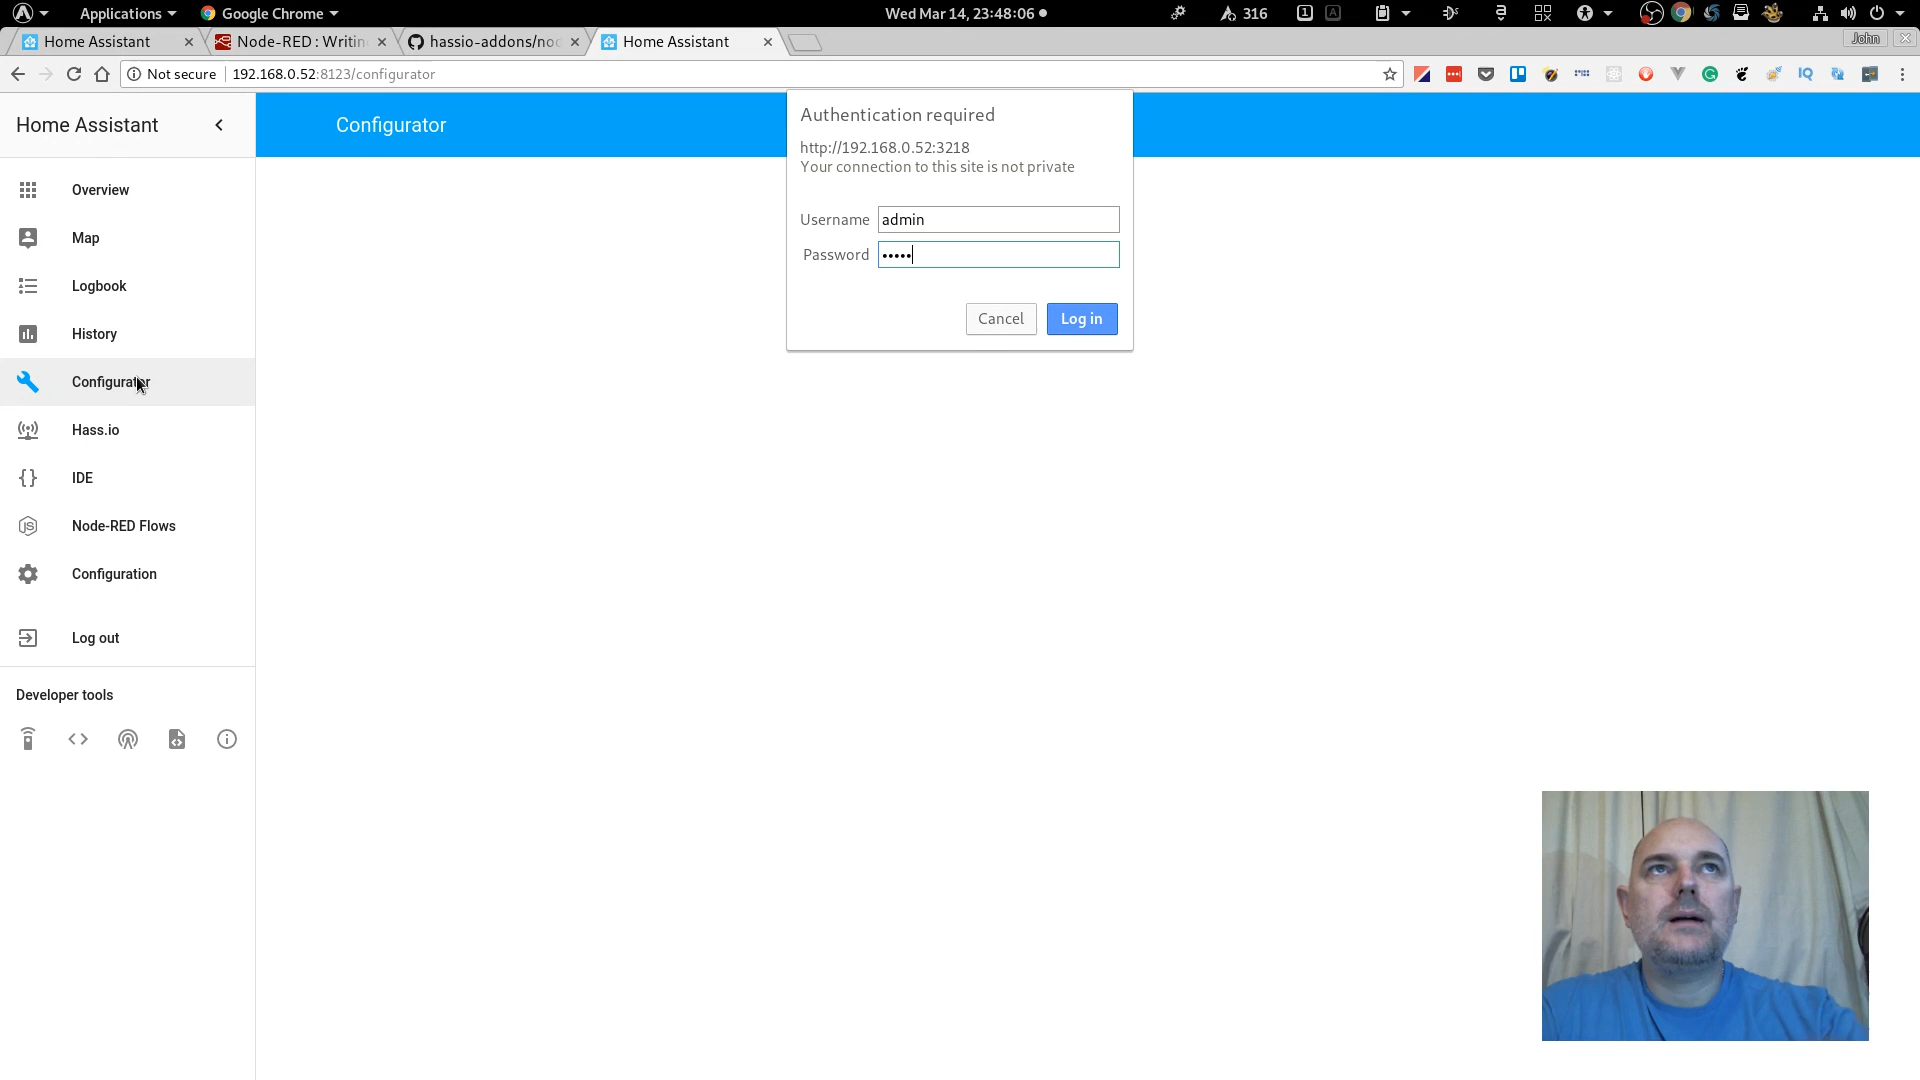 Applications
Google Chrome
Wed Mar 14, 23:48:06
316
1
A
Home Assistant
Node-RED : Writin
hassio-addons/nod
Home Assistant
John
Not secure
192.168.0.52:8123/configurator
IQ
Home Assistant
Configurator
Overview
Map
Logbook
History
Configurator
Hass.io
IDE
Node-RED Flows
Configuration
Log out
Developer tools
Authentication required
http://192.168.0.52:3218
Your connection to this site is not private
Username admin
Password •••••
Cancel
Log in